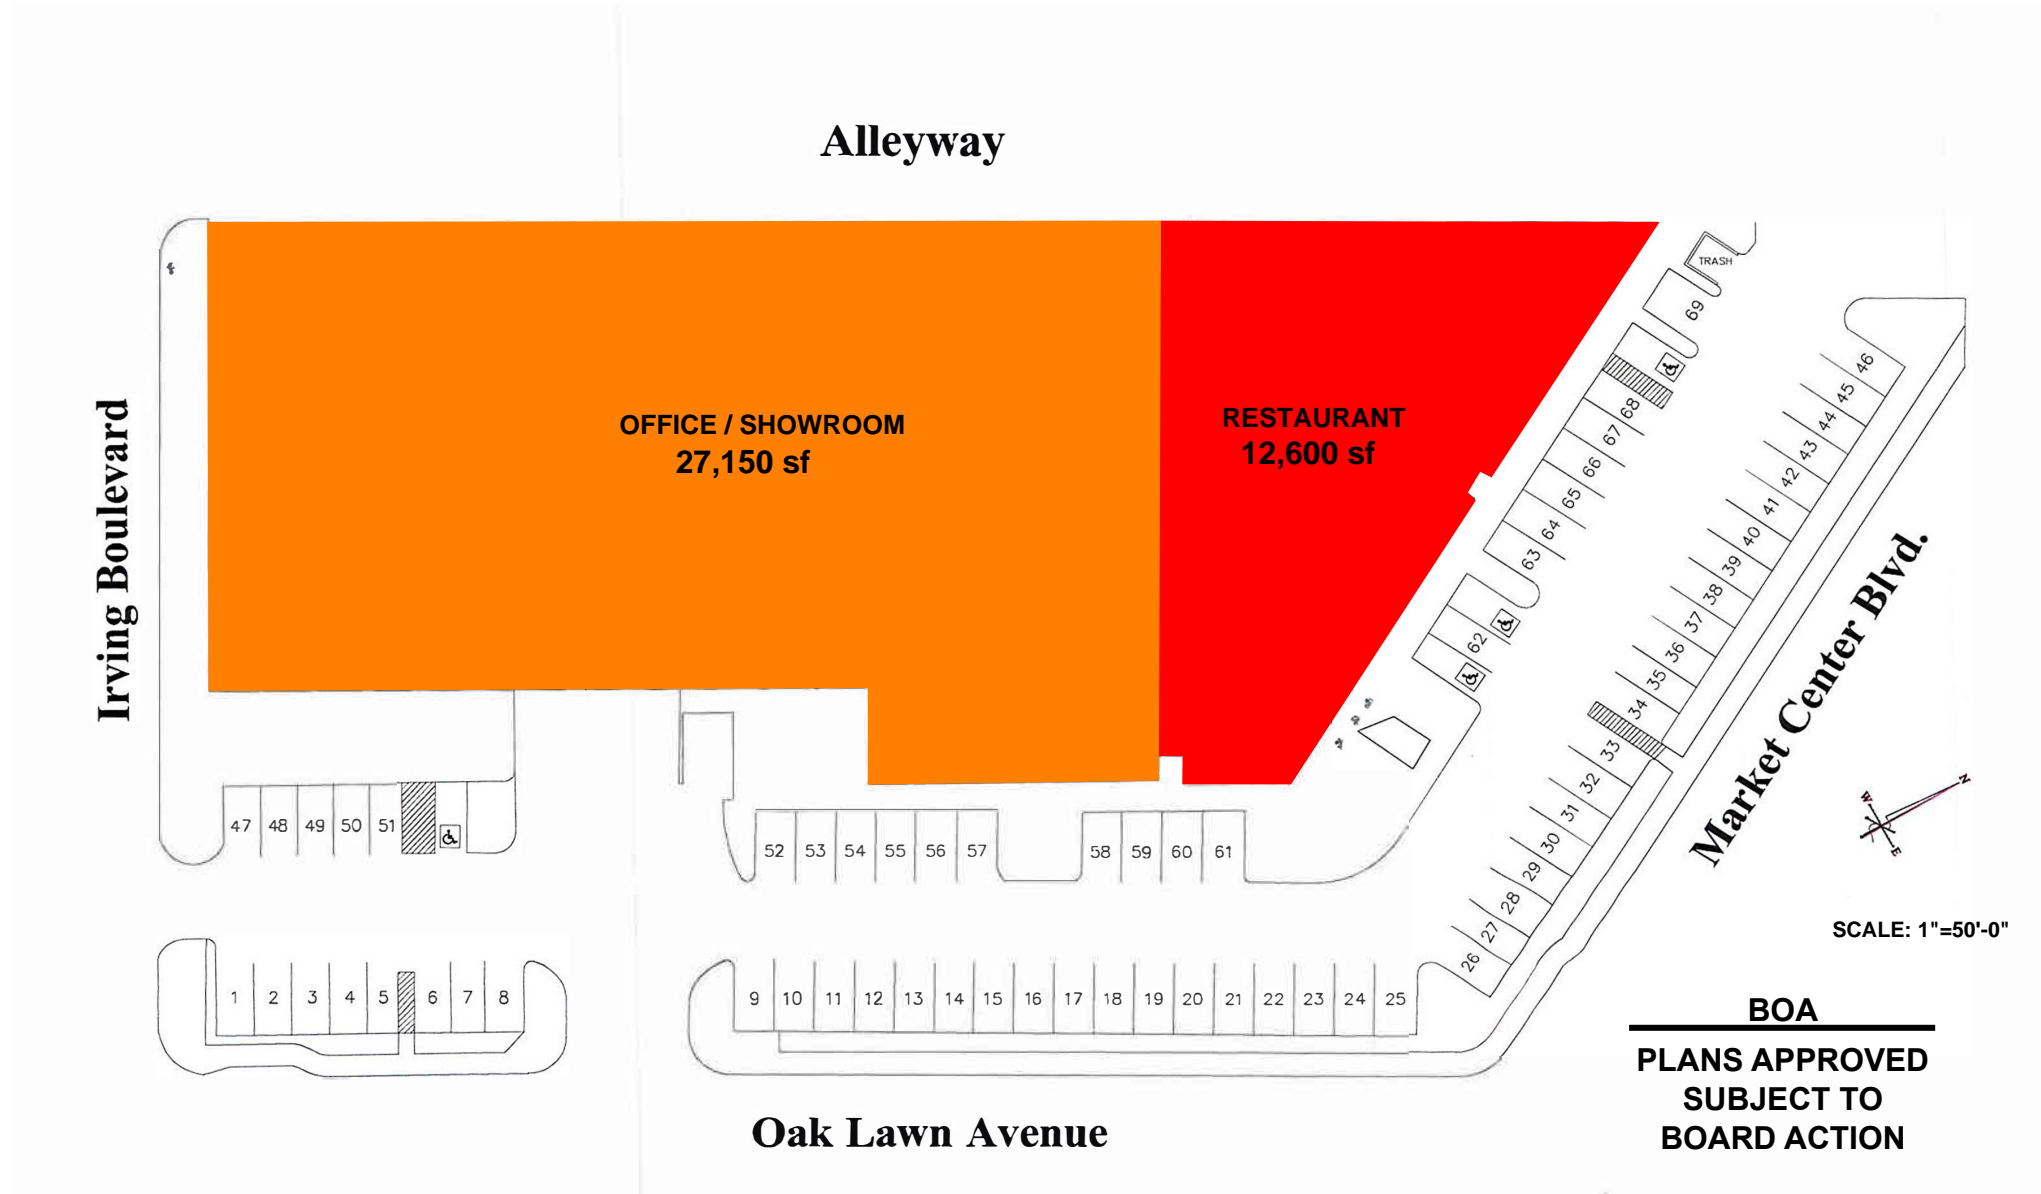 Alleyway
TRASH
69
46
45
44
43
42
41
40
39
38
37
36
35
34
33
32
31
30
29
28
27
26
68
67
66
65
64
63
62
OFFICE / SHOWROOM
27,150 sf
RESTAURANT
12,600 sf
Irving Boulevard
Market Center Blvd.
47 48 49 50 51
52 53 54 55 56 57
58 59 60 61
W
N
E
SCALE: 1"=50'-0"
1 2 3 4 5 6 7 8
9 10 11 12 13 14 15 16 17 18 19 20 21 22 23 24 25
BOA
PLANS APPROVED
SUBJECT TO
BOARD ACTION
Oak Lawn Avenue